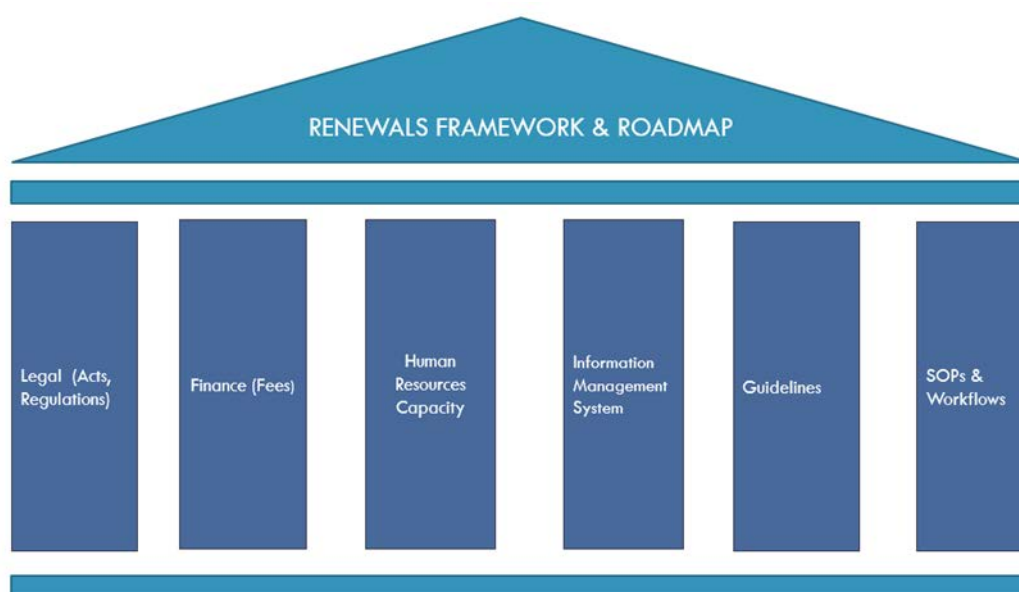 RENEWALS FRAMEWORK & ROADMAP
Legal (Acts,
Regulations)
Finance (Fees)
Human
Resources
Capacity
Information
Management
System
Guidelines
SOPs &
Workflows